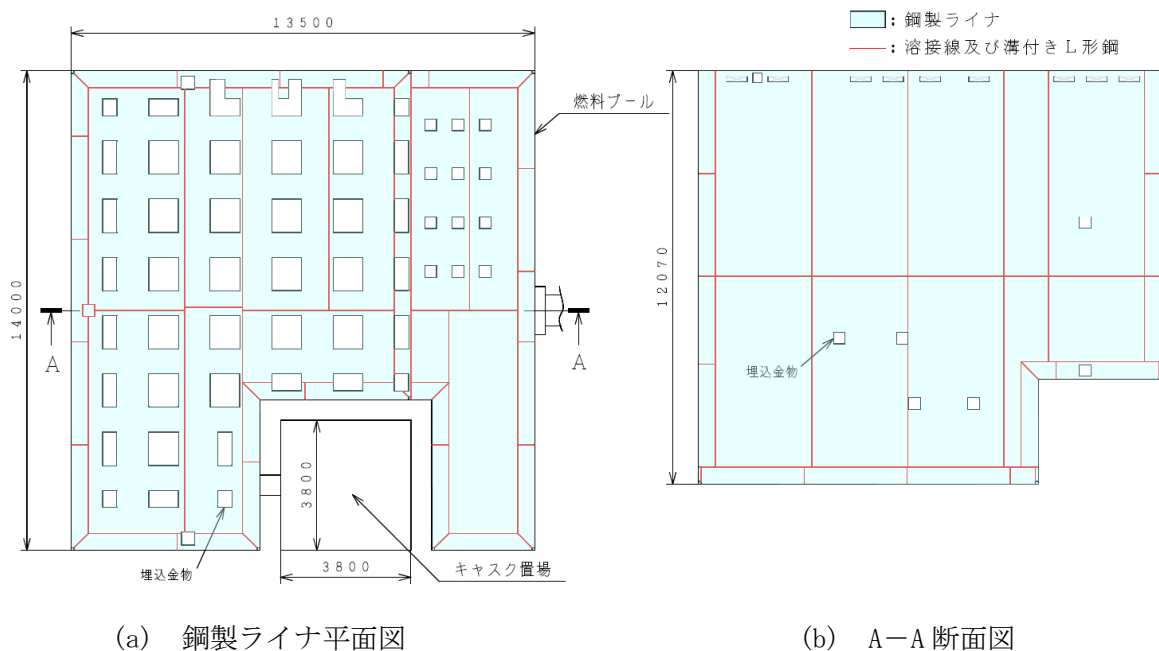 13500
：鋼製ライナ
：溶接線及び溝付きＬ形鋼
燃料プール
14000
12070
A
A
埋込金物
3800
3800
キャスク置場
埋込金物
(a) 鋼製ライナ平面図
(b) A－A 断面図